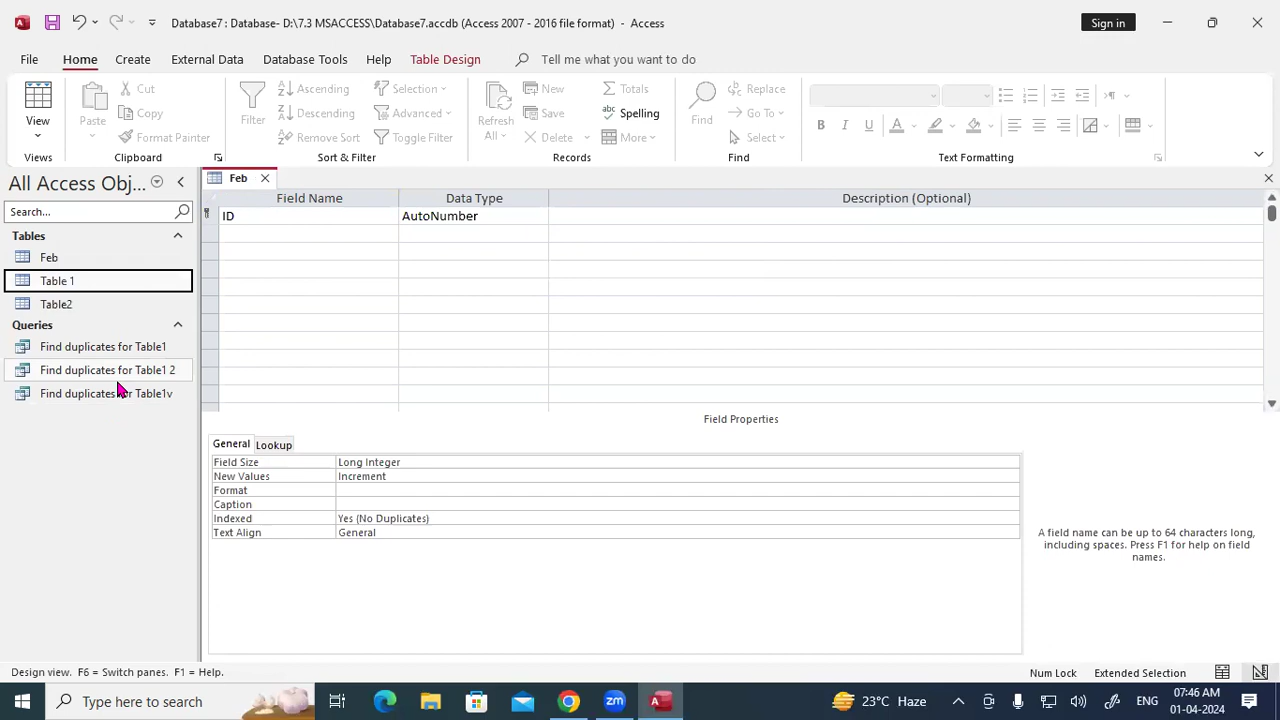 Database7 : Database- D:\7.3 MSACCESS\Database7.accdb (Access 2007 - 2016 file format) - Access
Sign in
File Home Create External Data Database Tools Help Table Design Tell me what you want to do
View
Views
Paste
Cut
Copy
Format Painter
Clipboard
Filter
Ascending
Descending
Remove Sort
Selection
Advanced
Toggle Filter
Sort & Filter
Refresh
All
New
Save
Delete
Totals
Spelling
More
Records
Find
Replace
Go To
Select
Find
B I U A
Text Formatting
All Access Obj...
Search...
Tables
Feb
Table 1
Table2
Queries
Find duplicates for Table1
Find duplicates for Table1 2
Find duplicates for Table1v
Feb
Field Name Data Type Description (Optional)
ID AutoNumber
Field Properties
General Lookup
Field Size Long Integer
New Values Increment
Format
Caption
Indexed Yes (No Duplicates)
Text Align General
A field name can be up to 64 characters long,
including spaces. Press F1 for help on field
names.
Design view. F6 = Switch panes. F1 = Help.
Num Lock Extended Selection
Type here to search
23°C Haze
ENG
07:46 AM
01-04-2024